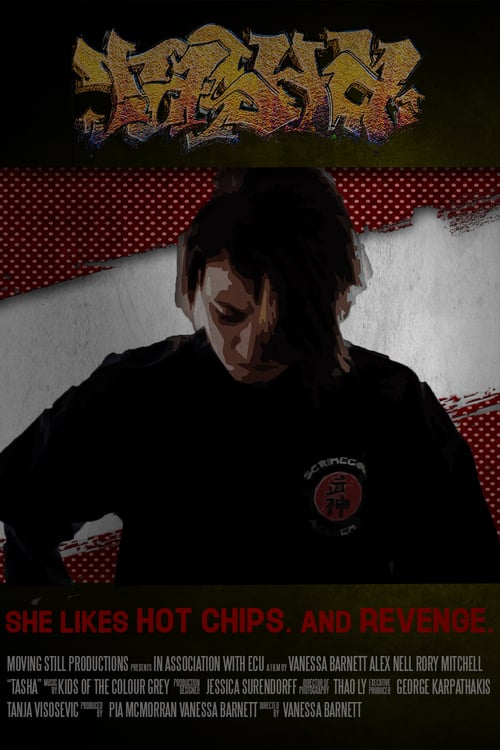 TASHA
武神
SHE LIKES HOT CHIPS. AND REVENGE.
MOVING STILL PRODUCTIONS PRESENTS IN ASSOCIATION WITH ECU A FILM BY VANESSA BARNETT ALEX NELL RORY MITCHELL
"TASHA" MUSIC BY KIDS OF THE COLOUR GREY PRODUCTION DESIGNER JESSICA SURENDORFF DIRECTOR OF PHOTOGRAPHY THAO LY EXECUTIVE PRODUCER GEORGE KARPATHAKIS
TANJA VISOSEVIC PRODUCED BY PIA MCMORRAN VANESSA BARNETT DIRECTED BY VANESSA BARNETT